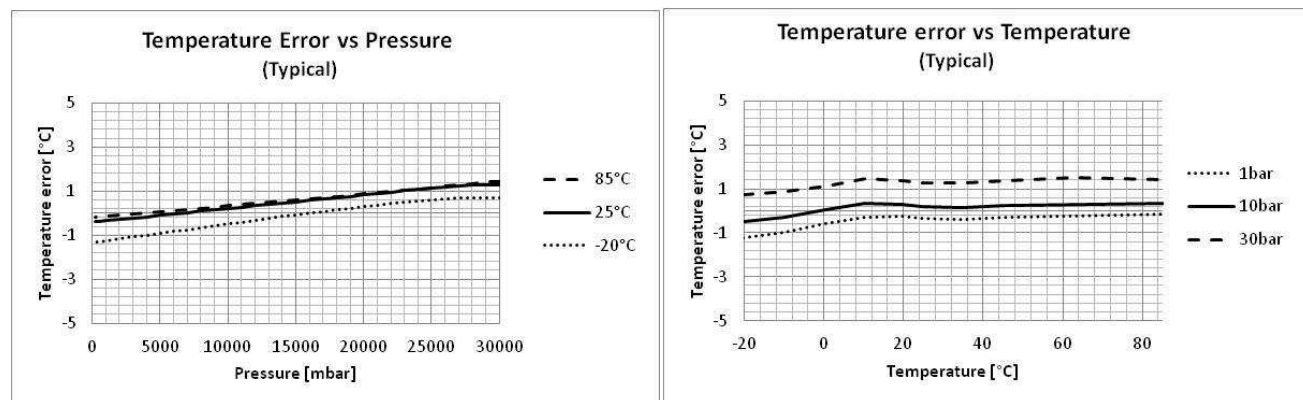 Temperature Error vs Pressure
(Typical)
Temperature error [°C]
5
3
1
-1
-3
-5
0 5000 10000 15000 20000 25000 30000
Pressure [mbar]
85°C
25°C
-20°C
Temperature error vs Temperature
(Typical)
Temperature error [°C]
5
3
1
-1
-3
-5
-20 0 20 40 60 80
Temperature [°C]
1bar
10bar
30bar